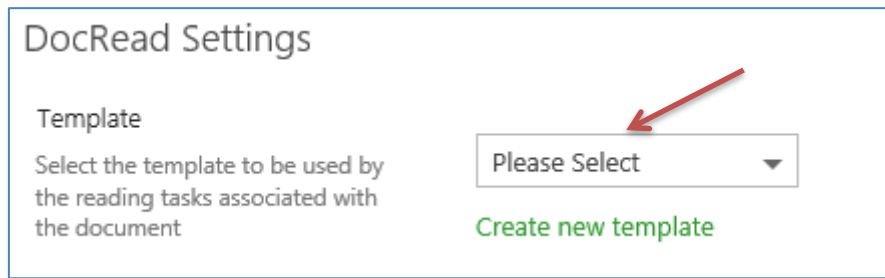 DocRead Settings
Template
Select the template to be used by
the reading tasks associated with
the document
Please Select
Create new template